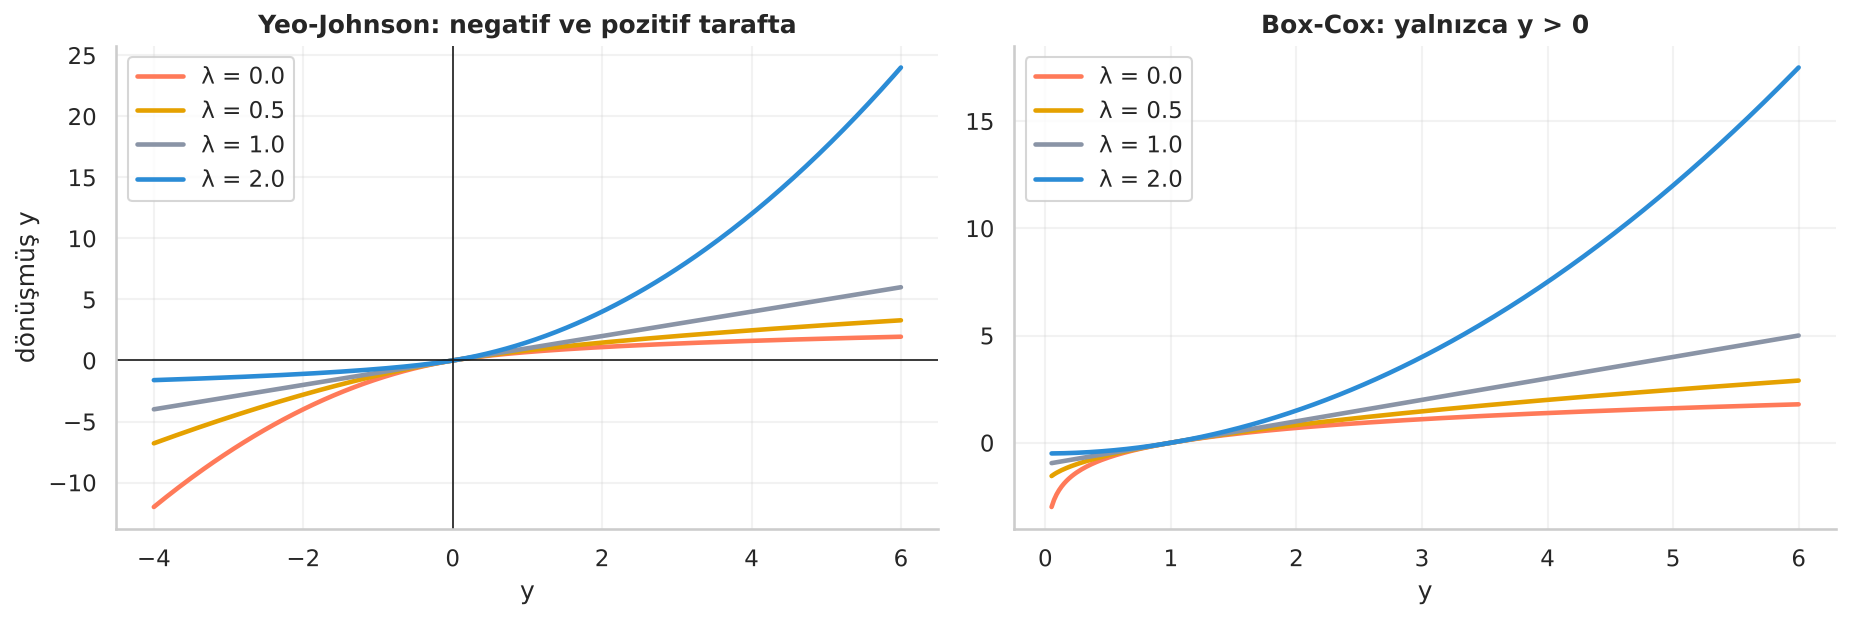 Yeo-Johnson: negatif ve pozitif tarafta
λ = 0.0
λ = 0.5
λ = 1.0
λ = 2.0
25
20
15
10
5
0
−5
−10
dönüşmüş y
−4
−2
0
2
4
6
y
Box-Cox: yalnızca y > 0
λ = 0.0
λ = 0.5
λ = 1.0
λ = 2.0
15
10
5
0
0
1
2
3
4
5
6
y